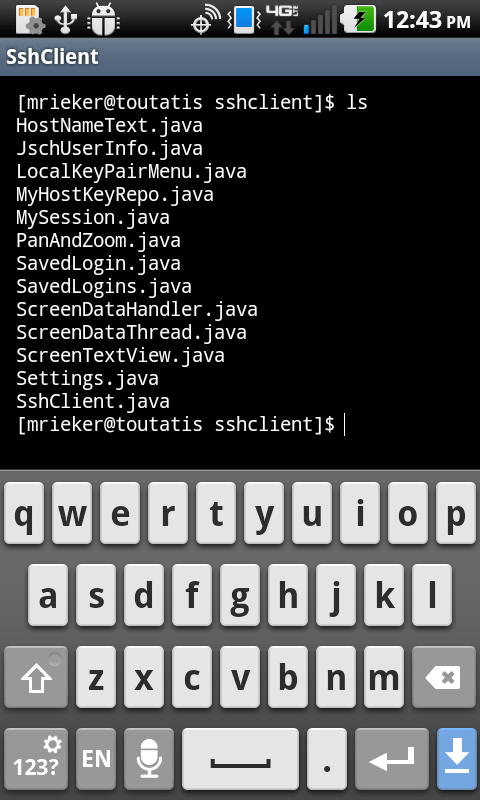 4G 12:43 PM
SshClient
[mrieker@toutatis sshclient]$ ls
HostNameText.java
JschUserInfo.java
LocalKeyPairMenu.java
MyHostKeyRepo.java
MySession.java
PanAndZoom.java
SavedLogin.java
SavedLogins.java
ScreenDataHandler.java
ScreenDataThread.java
ScreenTextView.java
Settings.java
SshClient.java
[mrieker@toutatis sshclient]$
q w e r t y u i o p
a s d f g h j k l
z x c v b n m
123? EN .